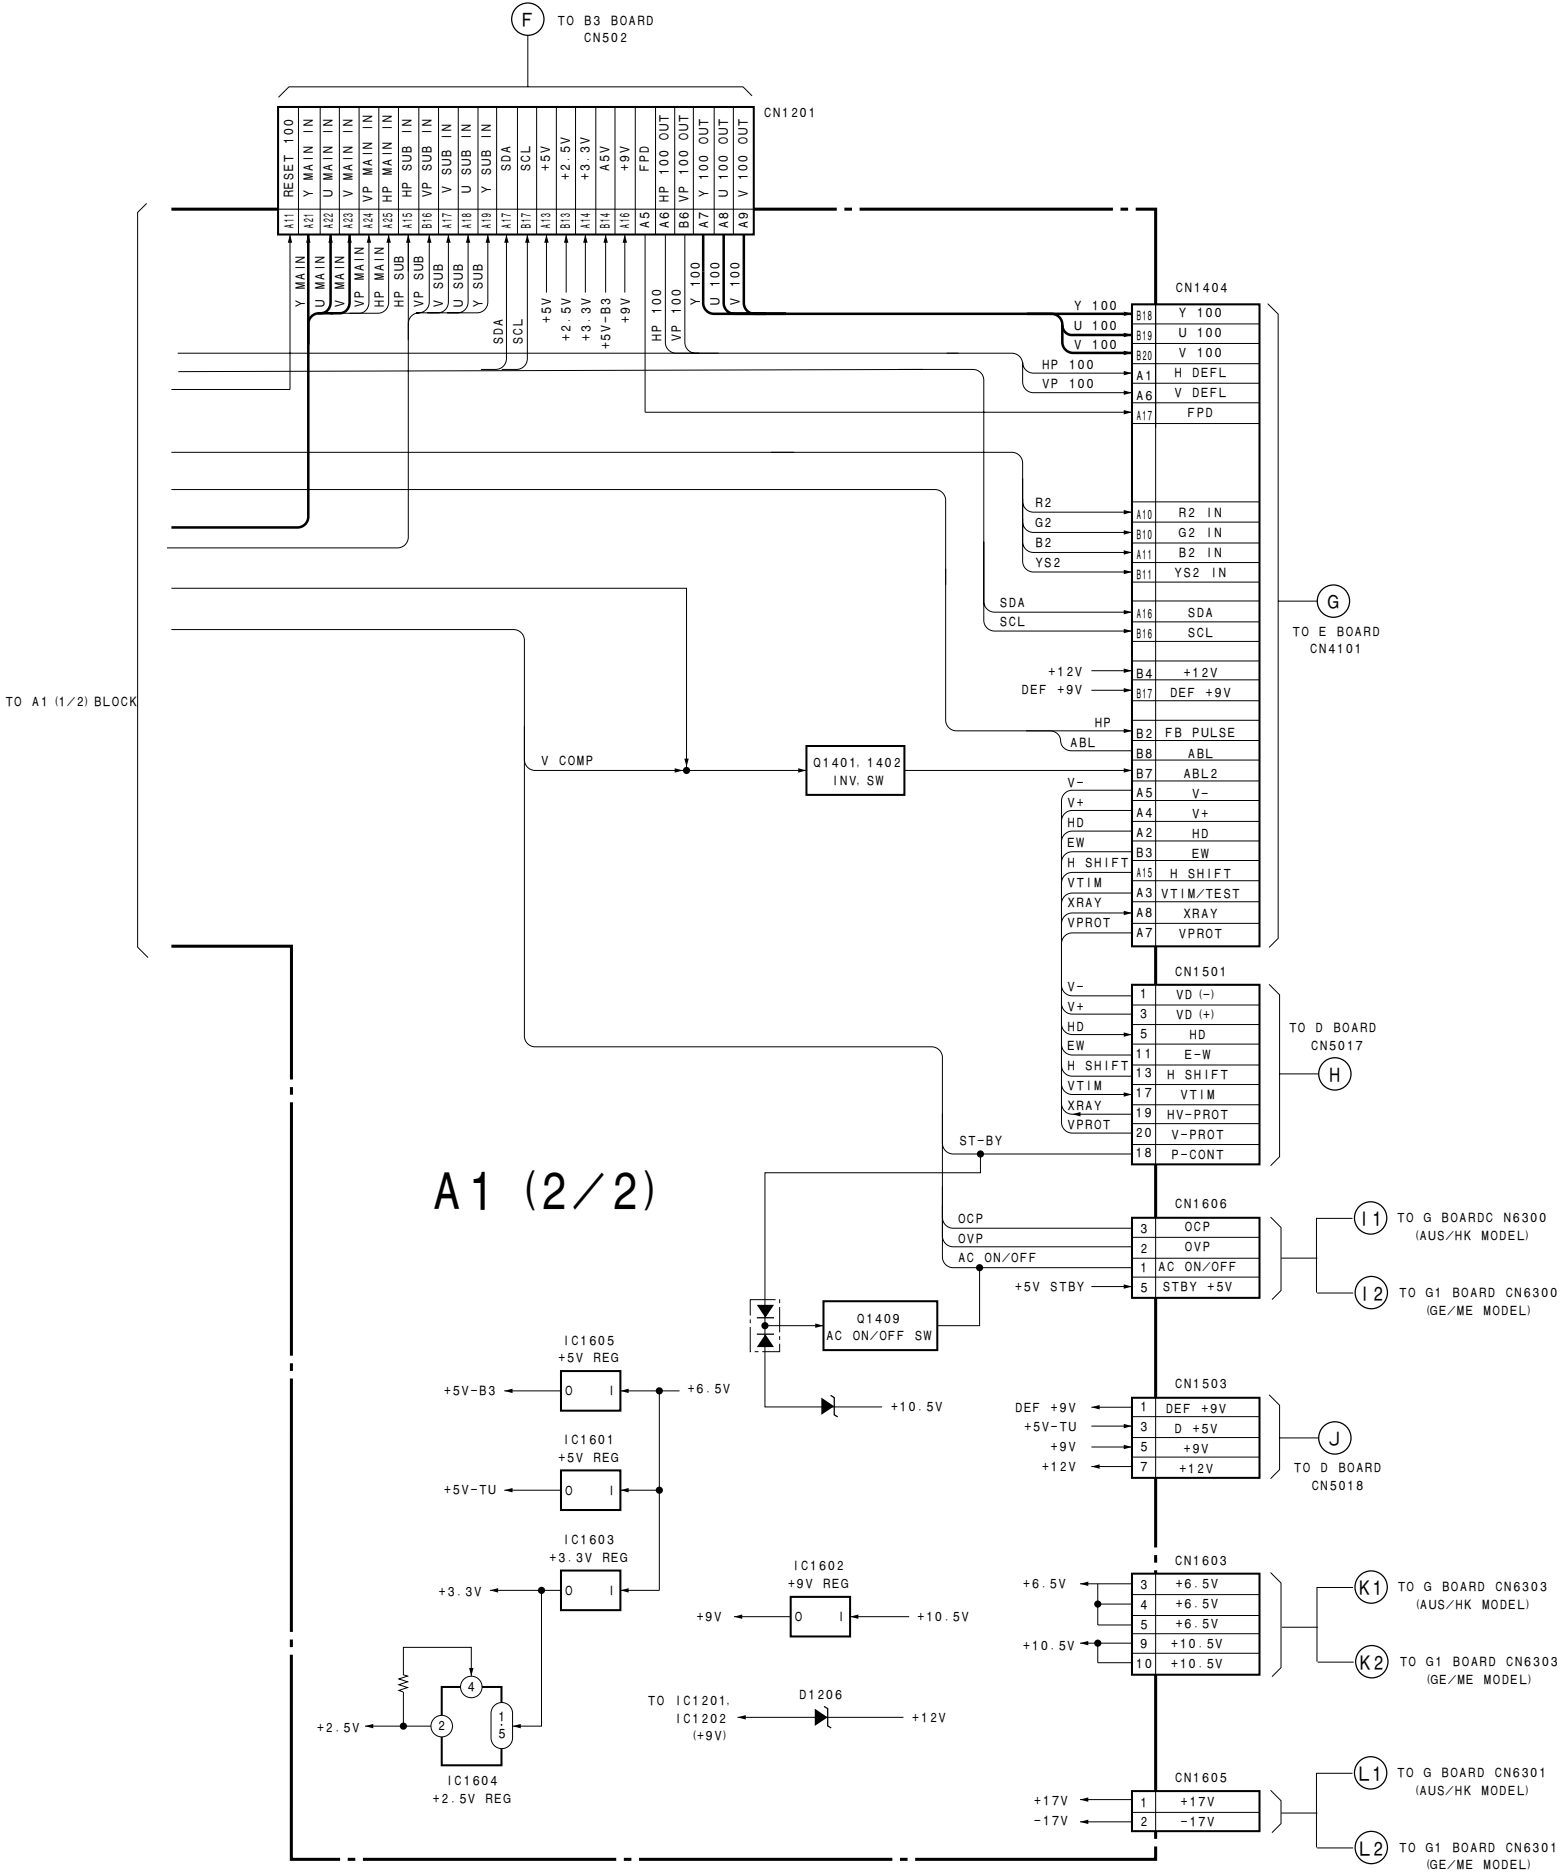 F TO B3 BOARD
CN502
CN1201
RESET 100
Y MAIN IN
U MAIN IN
V MAIN IN
VP MAIN IN
HP MAIN IN
HP SUB IN
VP SUB IN
V SUB IN
U SUB IN
Y SUB IN
SDA
SCL
+5V
+2.5V
+3.3V
A5V
+9V
FPD
HP 100 OUT
VP 100 OUT
Y 100 OUT
U 100 OUT
V 100 OUT
A11 A21 A22 A23 A24 A25 A15 B16 A17 A18 A19 A17 B17 A13 B13 A14 B14 A16 A5 A6 B6 A7 A8 A9
Y MAIN
U MAIN
V MAIN
VP MAIN
HP MAIN
HP SUB
VP SUB
V SUB
U SUB
Y SUB
SDA
SCL
+5V
+2.5V
+3.3V
+5V-B3
+9V
HP 100
VP 100
Y 100
U 100
V 100
TO A1 (1/2) BLOCK
CN1404
Y 100 B18 Y 100
U 100 B19 U 100
V 100 B20 V 100
HP 100 A1 H DEFL
VP 100 A6 V DEFL
A17 FPD
R2 A10 R2 IN
G2 B10 G2 IN
B2 A11 B2 IN
YS2 B11 YS2 IN
SDA A16 SDA
SCL B16 SCL
+12V B4 +12V
DEF +9V B17 DEF +9V
HP B2 FB PULSE
ABL B8 ABL
B7 ABL2
V- A5 V-
V+ A4 V+
HD A2 HD
EW B3 EW
H SHIFT A15 H SHIFT
VTIM A3 VTIM/TEST
XRAY A8 XRAY
VPROT A7 VPROT
G
TO E BOARD
CN4101
V COMP
Q1401, 1402
INV, SW
CN1501
V- 1 VD (-)
V+ 3 VD (+)
HD 5 HD
EW 11 E-W
H SHIFT 13 H SHIFT
VTIM 17 VTIM
XRAY 19 HV-PROT
VPROT 20 V-PROT
ST-BY 18 P-CONT
TO D BOARD
CN5017
H
A1 (2/2)
CN1606
OCP 3 OCP
OVP 2 OVP
AC ON/OFF 1 AC ON/OFF
+5V STBY 5 STBY +5V
I1 TO G BOARDC N6300
(AUS/HK MODEL)
I2 TO G1 BOARD CN6300
(GE/ME MODEL)
Q1409
AC ON/OFF SW
+10.5V
IC1605
+5V REG
+5V-B3 O I +6.5V
IC1601
+5V REG
+5V-TU O I
IC1603
+3.3V REG
+3.3V O I
CN1503
DEF +9V 1 DEF +9V
+5V-TU 3 D +5V
+9V 5 +9V
+12V 7 +12V
J
TO D BOARD
CN5018
IC1602
+9V REG
+9V O I +10.5V
CN1603
+6.5V 3 +6.5V
4 +6.5V
5 +6.5V
+10.5V 9 +10.5V
10 +10.5V
K1 TO G BOARD CN6303
(AUS/HK MODEL)
K2 TO G1 BOARD CN6303
(GE/ME MODEL)
4
+2.5V 2 1.5
IC1604
+2.5V REG
TO IC1201,
IC1202
(+9V)
D1206
+12V
CN1605
+17V 1 +17V
-17V 2 -17V
L1 TO G BOARD CN6301
(AUS/HK MODEL)
L2 TO G1 BOARD CN6301
(GE/ME MODEL)